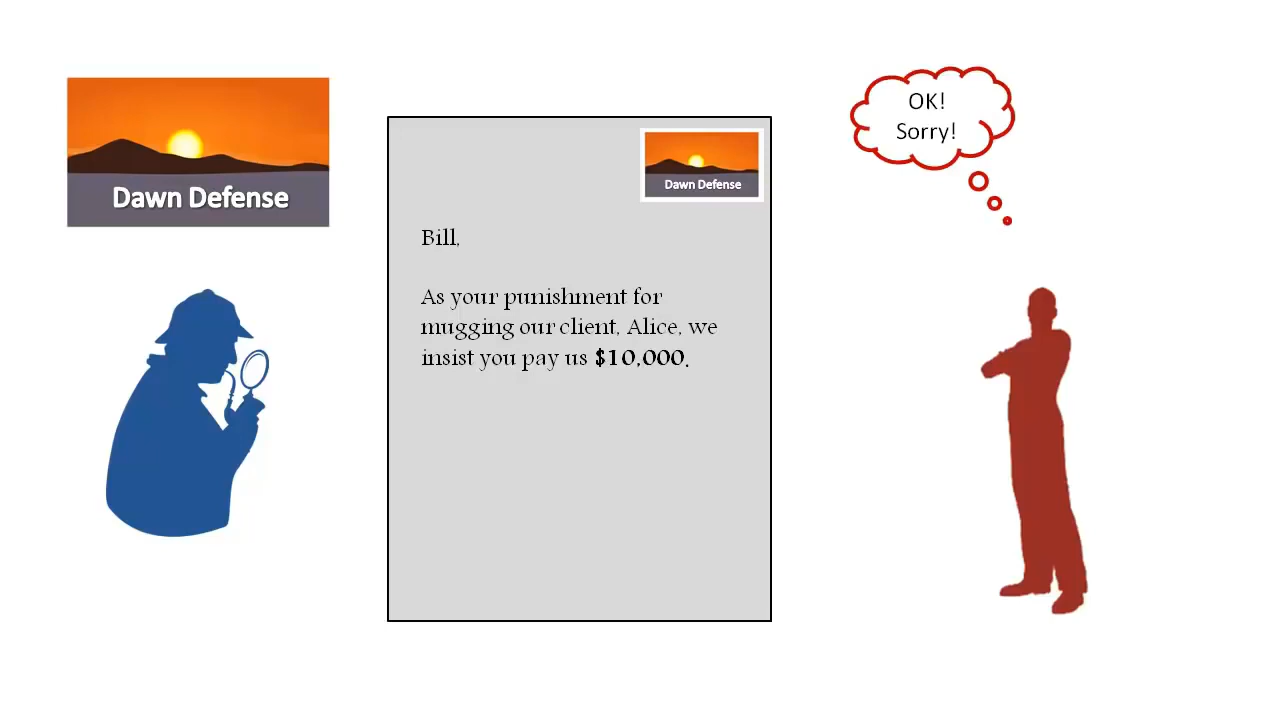 Dawn Defense
Dawn Defense
Bill,
As your punishment for
mugging our client, Alice, we
insist you pay us $10,000.
OK!
Sorry!